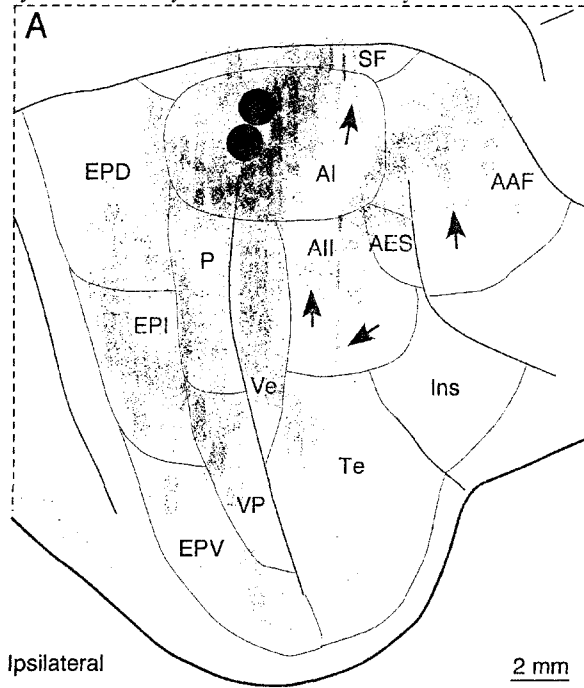 A
SF
EPD
AI
AAF
P
AII
AES
EPI
Ve
Ins
Te
VP
EPV
Ipsilateral
2 mm